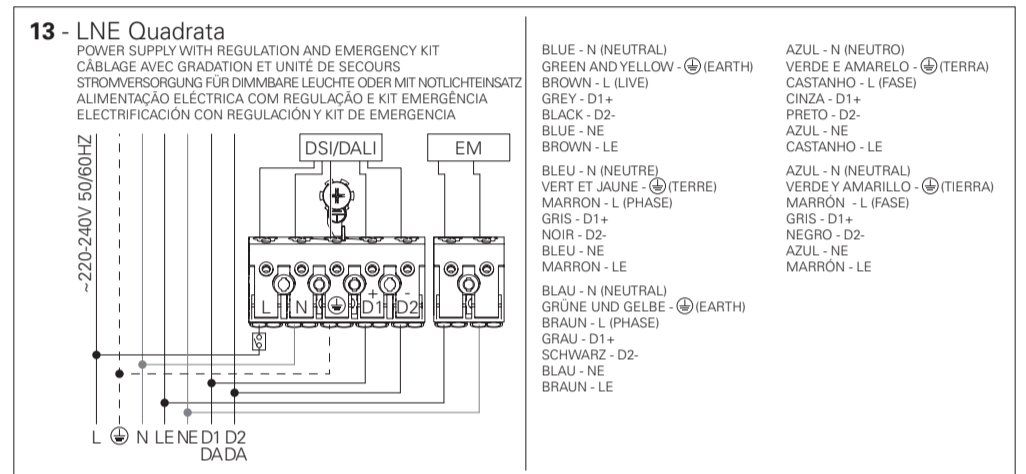 13 - LNE Quadrata
POWER SUPPLY WITH REGULATION AND EMERGENCY KIT
CÂBLAGE AVEC GRADATION ET UNITÉ DE SECOURS
STROMVERSORGUNG FÜR DIMMBARE LEUCHTE ODER MIT NOTLICHTEINSATZ
ALIMENTAÇÃO ELÉCTRICA COM REGULAÇÃO E KIT EMERGÊNCIA
ELECTRIFICACIÓN CON REGULACIÓN Y KIT DE EMERGENCIA
~220-240V 50/60HZ
DSI/DALI
EM
+ -
L N D1 D2
L N LE NE D1 D2
DA DA
BLUE - N (NEUTRAL)
GREEN AND YELLOW - (EARTH)
BROWN - L (LIVE)
GREY - D1+
BLACK - D2-
BLUE - NE
BROWN - LE
BLEU - N (NEUTRE)
VERT ET JAUNE - (TERRE)
MARRON - L (PHASE)
GRIS - D1+
NOIR - D2-
BLEU - NE
MARRON - LE
BLAU - N (NEUTRAL)
GRÜNE UND GELBE - (EARTH)
BRAUN - L (PHASE)
GRAU - D1+
SCHWARZ - D2-
BLAU - NE
BRAUN - LE
AZUL - N (NEUTRO)
VERDE E AMARELO - (TERRA)
CASTANHO - L (FASE)
CINZA - D1+
PRETO - D2-
AZUL - NE
CASTANHO - LE
AZUL - N (NEUTRAL)
VERDE Y AMARILLO - (TIERRA)
MARRÓN - L (FASE)
GRIS - D1+
NEGRO - D2-
AZUL - NE
MARRÓN - LE